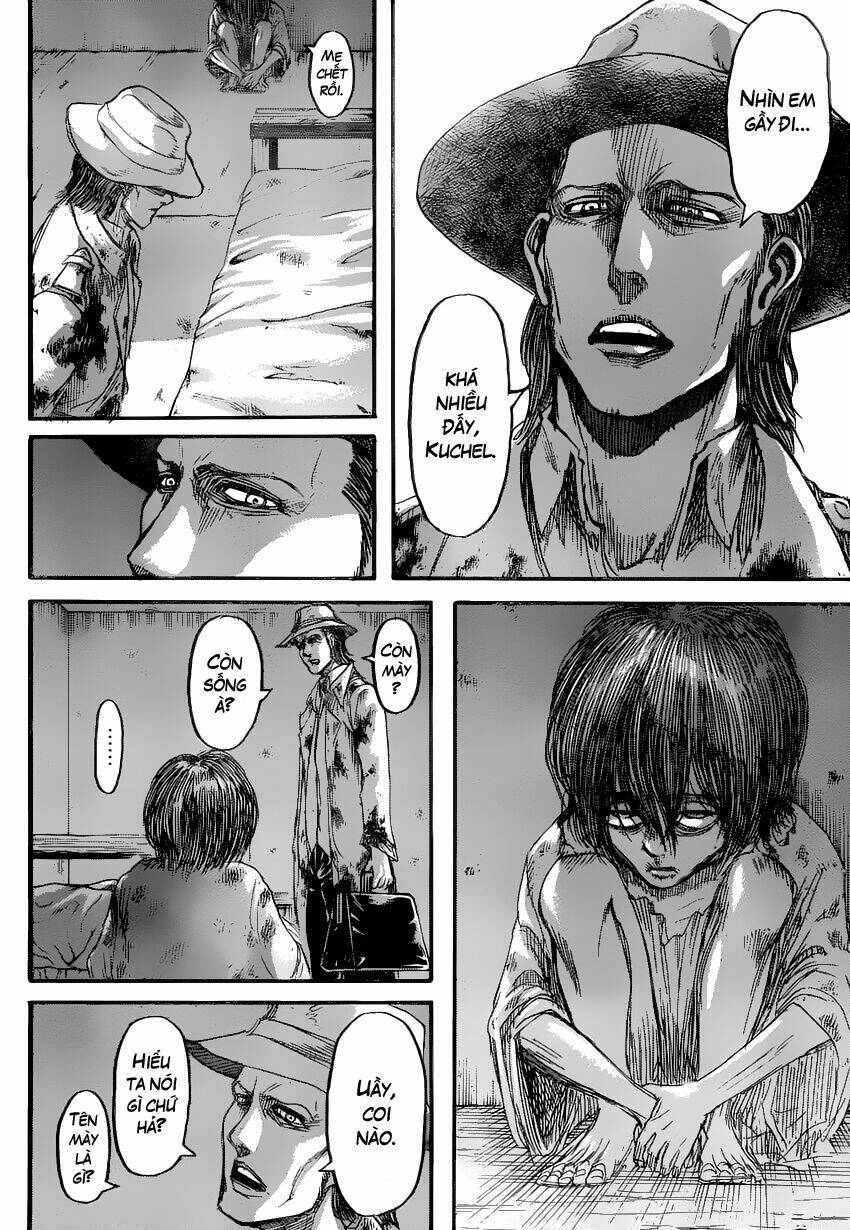 NHÌN EM
GẦY ĐI...
KHÁ
NHIỀU
ĐẤY,
KUCHEL.
MẸ
CHẾT
RỒI.
CÒN
MÀY
?
CÒN
SỐNG
À?
......
UẦY,
COI
NÀO.
HIỂU
TA NÓI
GÌ CHỨ
HẢ?
TÊN
MÀY
LÀ
GÌ?